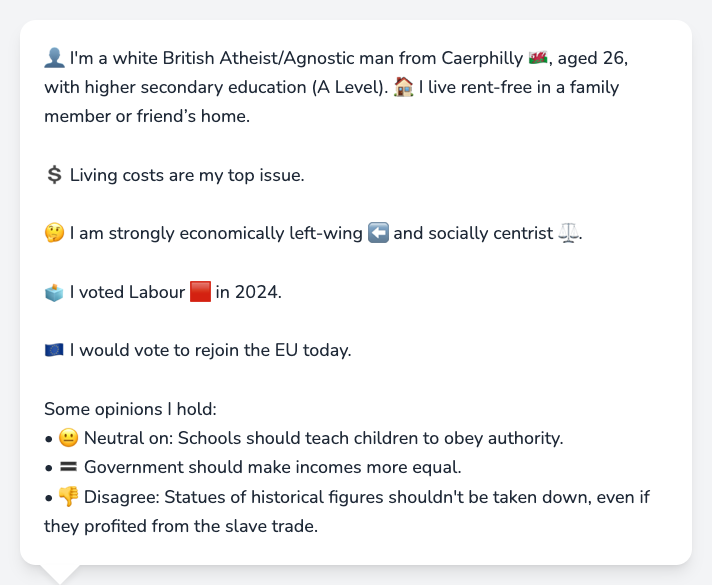 👤 I'm a white British Atheist/Agnostic man from Caerphilly 🏴󠁧󠁢󠁷󠁬󠁳󠁿, aged 26,
with higher secondary education (A Level). 🏠 I live rent-free in a family
member or friend’s home.
💲 Living costs are my top issue.
🤔 I am strongly economically left-wing ⬅️ and socially centrist ⚖️.
🗳️ I voted Labour 🟥 in 2024.
🇪🇺 I would vote to rejoin the EU today.
Some opinions I hold:
• 😐 Neutral on: Schools should teach children to obey authority.
• 🟰 Government should make incomes more equal.
• 👎 Disagree: Statues of historical figures shouldn't be taken down, even if
they profited from the slave trade.